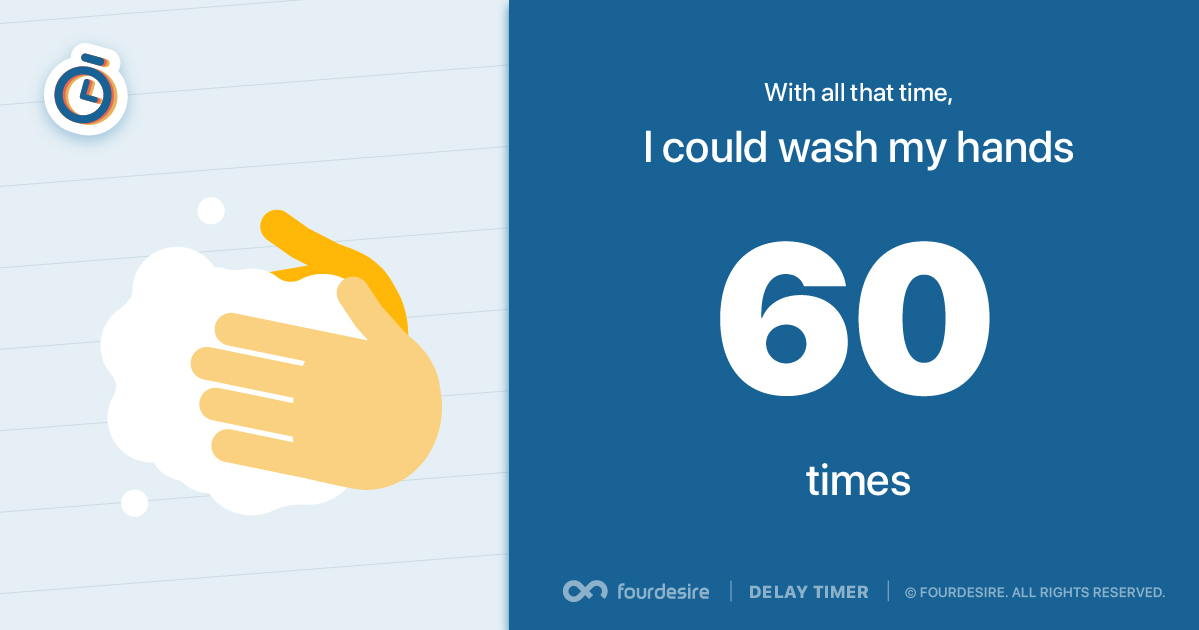 With all that time,
I could wash my hands
60
times
fourdesire | DELAY TIMER | © FOURDESIRE. ALL RIGHTS RESERVED.